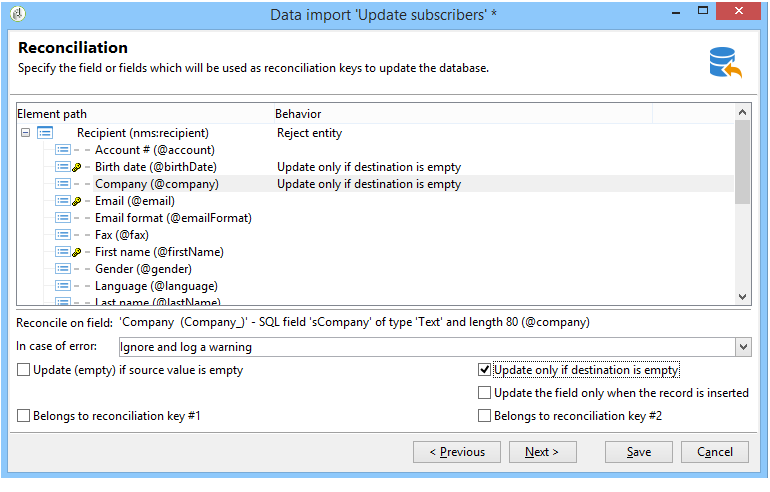 Data import 'Update subscribers' *
Reconciliation
Specify the field or fields which will be used as reconciliation keys to update the database.
Element path Behavior
Recipient (nms:recipient) Reject entity
Account # (@account)
Birth date (@birthDate) Update only if destination is empty
Company (@company) Update only if destination is empty
Email (@email)
Email format (@emailFormat)
Fax (@fax)
First name (@firstName)
Gender (@gender)
Language (@language)
Last name (@lastName)
Reconcile on field: 'Company (Company_)' - SQL field 'sCompany' of type 'Text' and length 80 (@company)
In case of error: Ignore and log a warning
Update (empty) if source value is empty Update only if destination is empty
Update the field only when the record is inserted
Belongs to reconciliation key #1 Belongs to reconciliation key #2
< Previous Next > Save Cancel